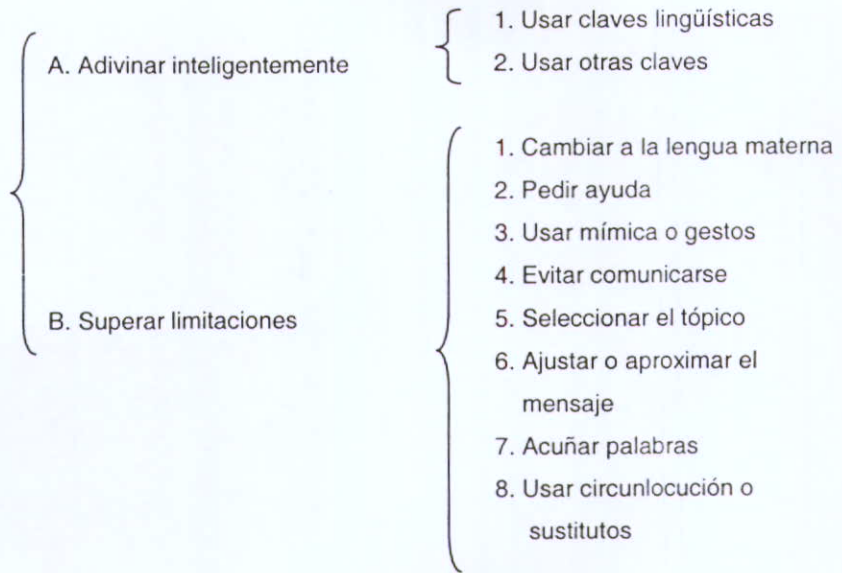 A. Adivinar inteligentemente
1. Usar claves lingüísticas
2. Usar otras claves
B. Superar limitaciones
1. Cambiar a la lengua materna
2. Pedir ayuda
3. Usar mímica o gestos
4. Evitar comunicarse
5. Seleccionar el tópico
6. Ajustar o aproximar el
mensaje
7. Acuñar palabras
8. Usar circunlocución o
sustitutos